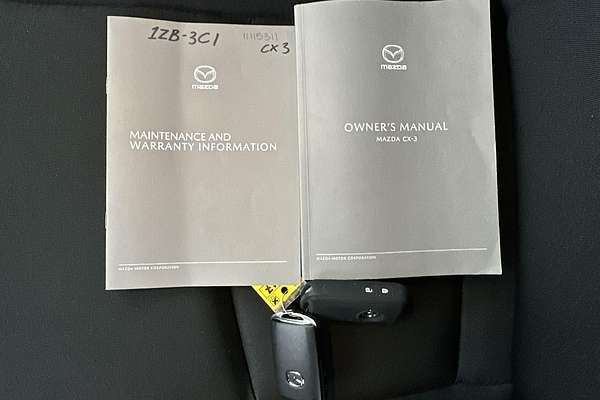 1ZB-3C1
11115311
CX3
mazda
MAINTENANCE AND
WARRANTY INFORMATION
MAZDA MOTOR CORPORATION
mazda
OWNER'S MANUAL
MAZDA CX-3
MAZDA MOTOR CORPORATION